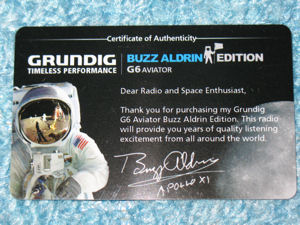 Certificate of Authenticity
GRUNDIG
TIMELESS PERFORMANCE
BUZZ ALDRIN EDITION
G6 AVIATOR
Dear Radio and Space Enthusiast,
Thank you for purchasing my Grundig
G6 Aviator Buzz Aldrin Edition. This radio
will provide you years of quality listening
excitement from all around the world.
Buzz Aldrin
APOLLO XI